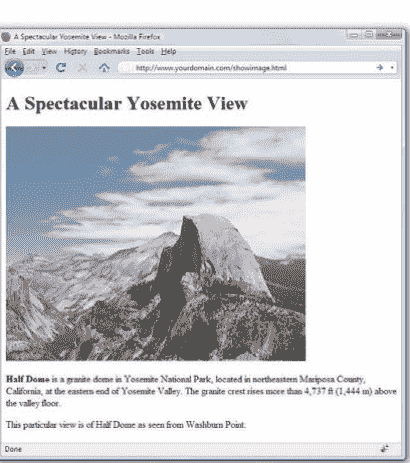 A Spectacular Yosemite View - Mozilla Firefox
File Edit View History Bookmarks Tools Help
http://www.yourdomain.com/showimage.html
A Spectacular Yosemite View
Half Dome is a granite dome in Yosemite National Park, located in northeastern Mariposa County,
California, at the eastern end of Yosemite Valley. The granite crest rises more than 4,737 ft (1,444 m) above
the valley floor.
This particular view is of Half Dome as seen from Washburn Point.
Done